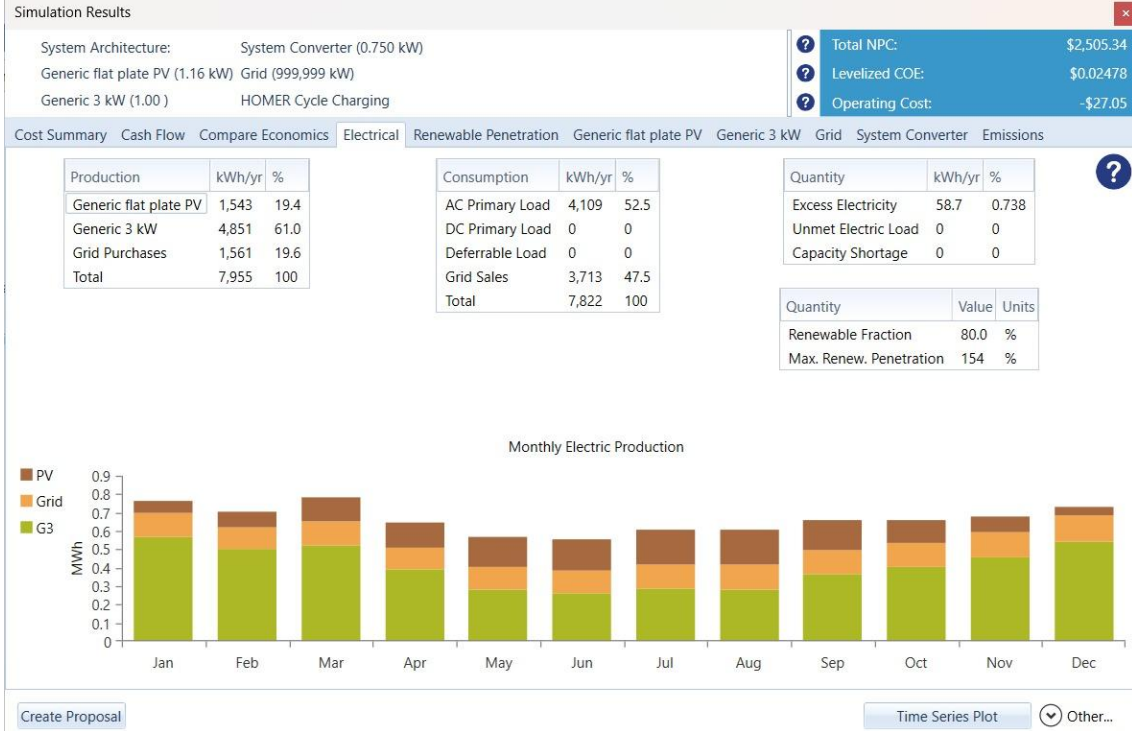 Simulation Results
×
System Architecture: System Converter (0.750 kW)
Generic flat plate PV (1.16 kW) Grid (999,999 kW)
Generic 3 kW (1.00 ) HOMER Cycle Charging
? Total NPC: $2,505.34
? Levelized COE: $0.02478
? Operating Cost: -$27.05
Cost Summary Cash Flow Compare Economics Electrical Renewable Penetration Generic flat plate PV Generic 3 kW Grid System Converter Emissions
Production kWh/yr %
Generic flat plate PV 1,543 19.4
Generic 3 kW 4,851 61.0
Grid Purchases 1,561 19.6
Total 7,955 100
Consumption kWh/yr %
AC Primary Load 4,109 52.5
DC Primary Load 0 0
Deferrable Load 0 0
Grid Sales 3,713 47.5
Total 7,822 100
Quantity kWh/yr %
Excess Electricity 58.7 0.738
Unmet Electric Load 0 0
Capacity Shortage 0 0
?
Quantity Value Units
Renewable Fraction 80.0 %
Max. Renew. Penetration 154 %
Monthly Electric Production
PV
Grid
G3
MWh
0.9
0.8
0.7
0.6
0.5
0.4
0.3
0.2
0.1
0
Jan Feb Mar Apr May Jun Jul Aug Sep Oct Nov Dec
Create Proposal Time Series Plot Other...